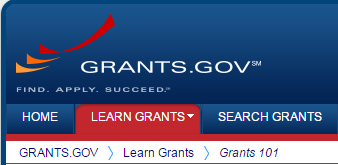 GRANTS.GOV℠
FIND. APPLY. SUCCEED.℠
HOME LEARN GRANTS SEARCH GRANTS
GRANTS.GOV > Learn Grants > Grants 101